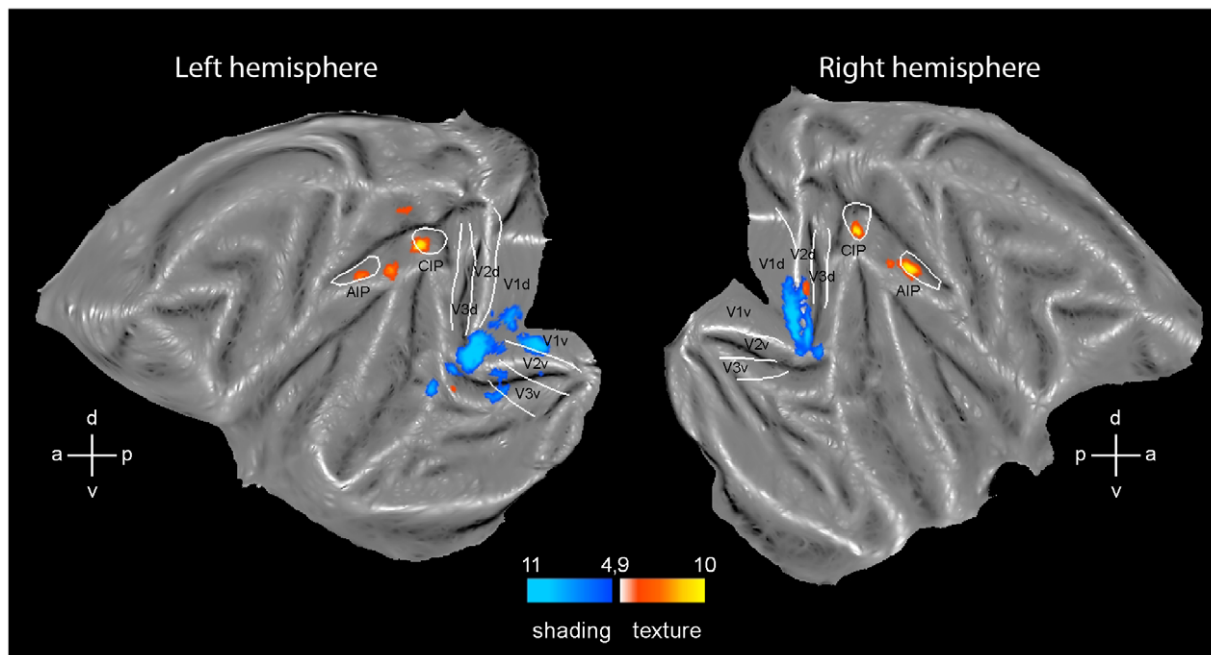 Left hemisphere
Right hemisphere
CIP
AIP
V3d
V2d
V1d
V1v
V2v
V3v
V1d
V2d
V3d
CIP
AIP
V1v
V2v
V3v
d
a p
v
d
p a
v
11 4,9 10
shading texture